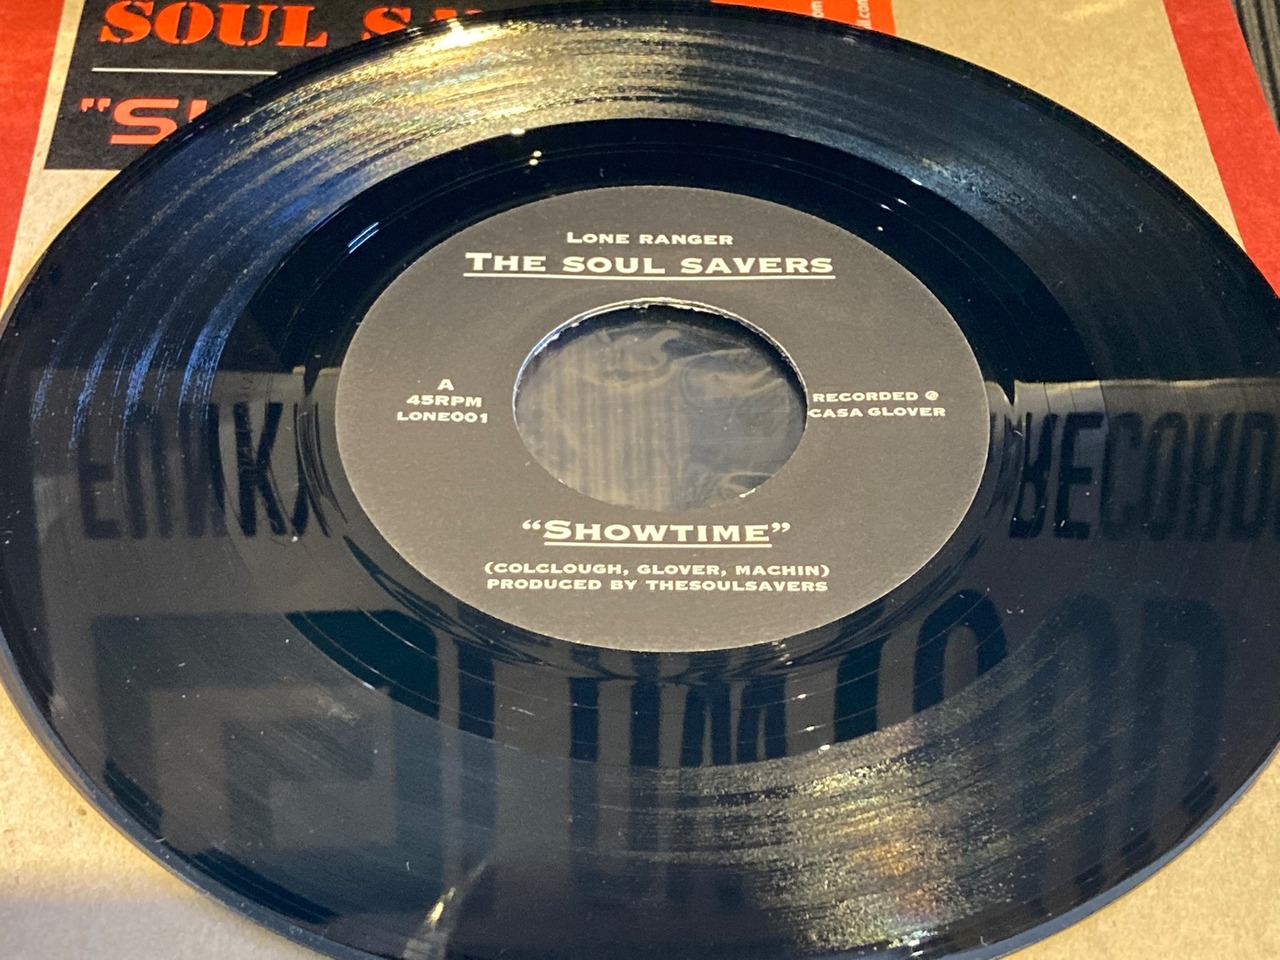 SOUL
LONE RANGER
THE SOUL SAVERS
A
45RPM
LONE001
RECORDED @
CASA GLOVER
"SHOWTIME"
(COLCLOUGH, GLOVER, MACHIN)
PRODUCED BY THESOULSAVERS